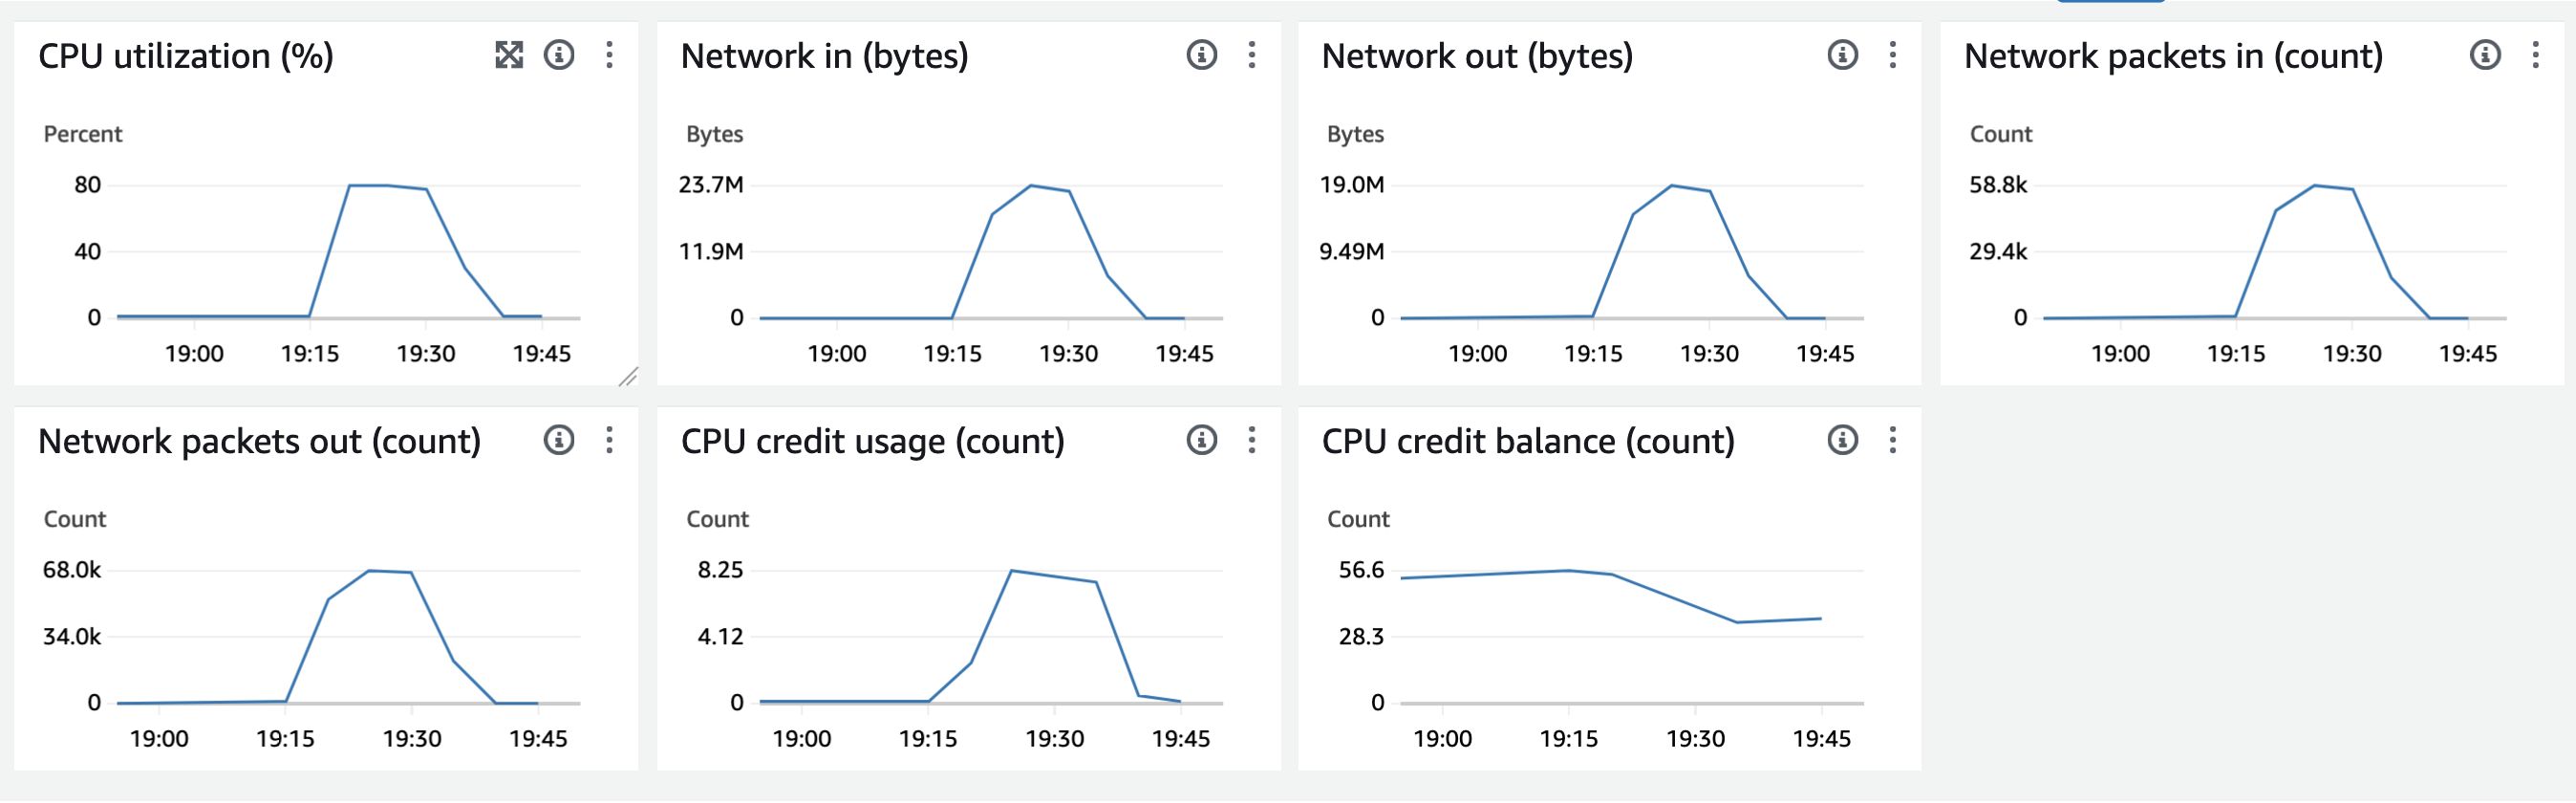 CPU utilization (%)
Percent
80
40
0
19:00 19:15 19:30 19:45
Network in (bytes)
Bytes
23.7M
11.9M
0
19:00 19:15 19:30 19:45
Network out (bytes)
Bytes
19.0M
9.49M
0
19:00 19:15 19:30 19:45
Network packets in (count)
Count
58.8k
29.4k
0
19:00 19:15 19:30 19:45
Network packets out (count)
Count
68.0k
34.0k
0
19:00 19:15 19:30 19:45
CPU credit usage (count)
Count
8.25
4.12
0
19:00 19:15 19:30 19:45
CPU credit balance (count)
Count
56.6
28.3
0
19:00 19:15 19:30 19:45